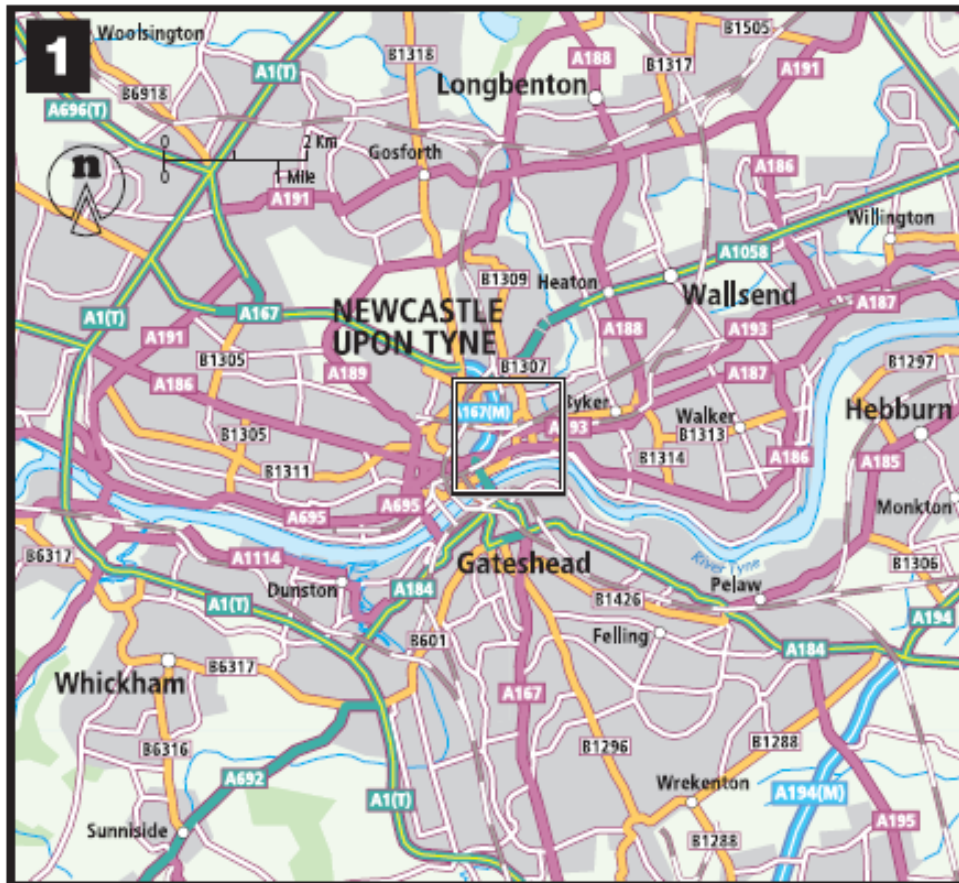 1
Woolsington
B1318
A188
B1505
A1(T)
B1317
A191
B6918
Longbenton
A696(T)
0
2 Km
n
Gosforth
0
1 Mile
A186
A191
Willington
A1058
B1309
Heaton
Wallsend
A187
NEWCASTLE
UPON TYNE
A1(T)
A167
A193
A191
A188
B1305
B1307
B1297
A189
A187
A186
A167(M)
Byker
Walker
Hebburn
A193
B1305
B1313
B1314
A186
A185
B1311
Monkton
A695
A695
B6317
A1114
Gateshead
River Tyne
B1306
Dunston
A184
Pelaw
A1(T)
B1426
A194
B601
Felling
A184
Whickham
B6317
A167
B6316
B1296
B1288
A692
Wrekenton
A194(M)
A1(T)
A195
Sunniside
B1288